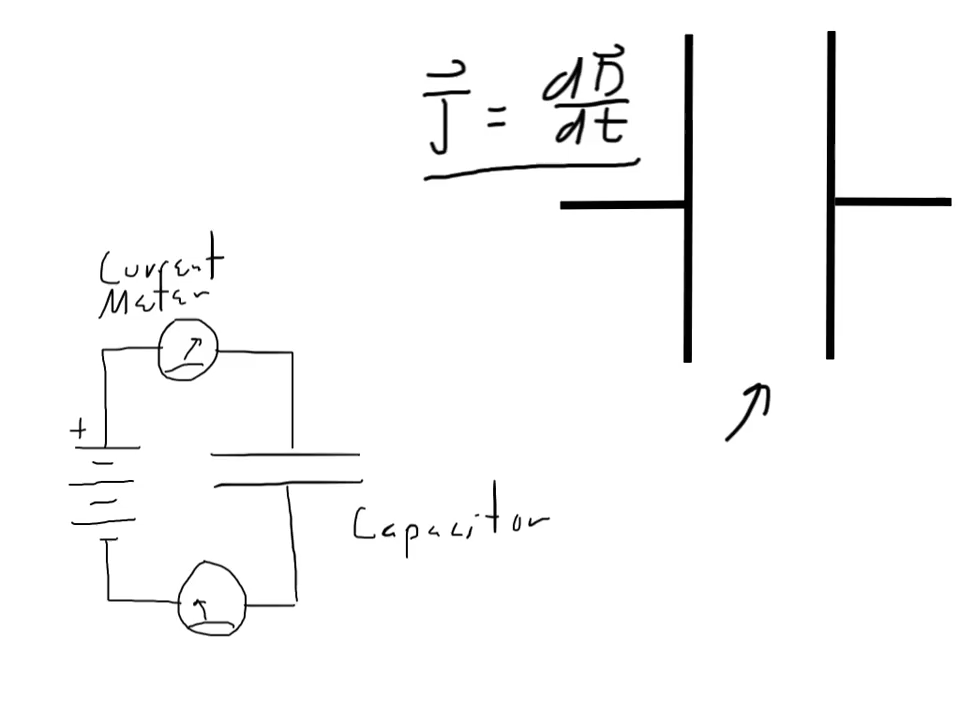 J⃗ = dD⃗/dt
Current
Meter
+
Capacitor